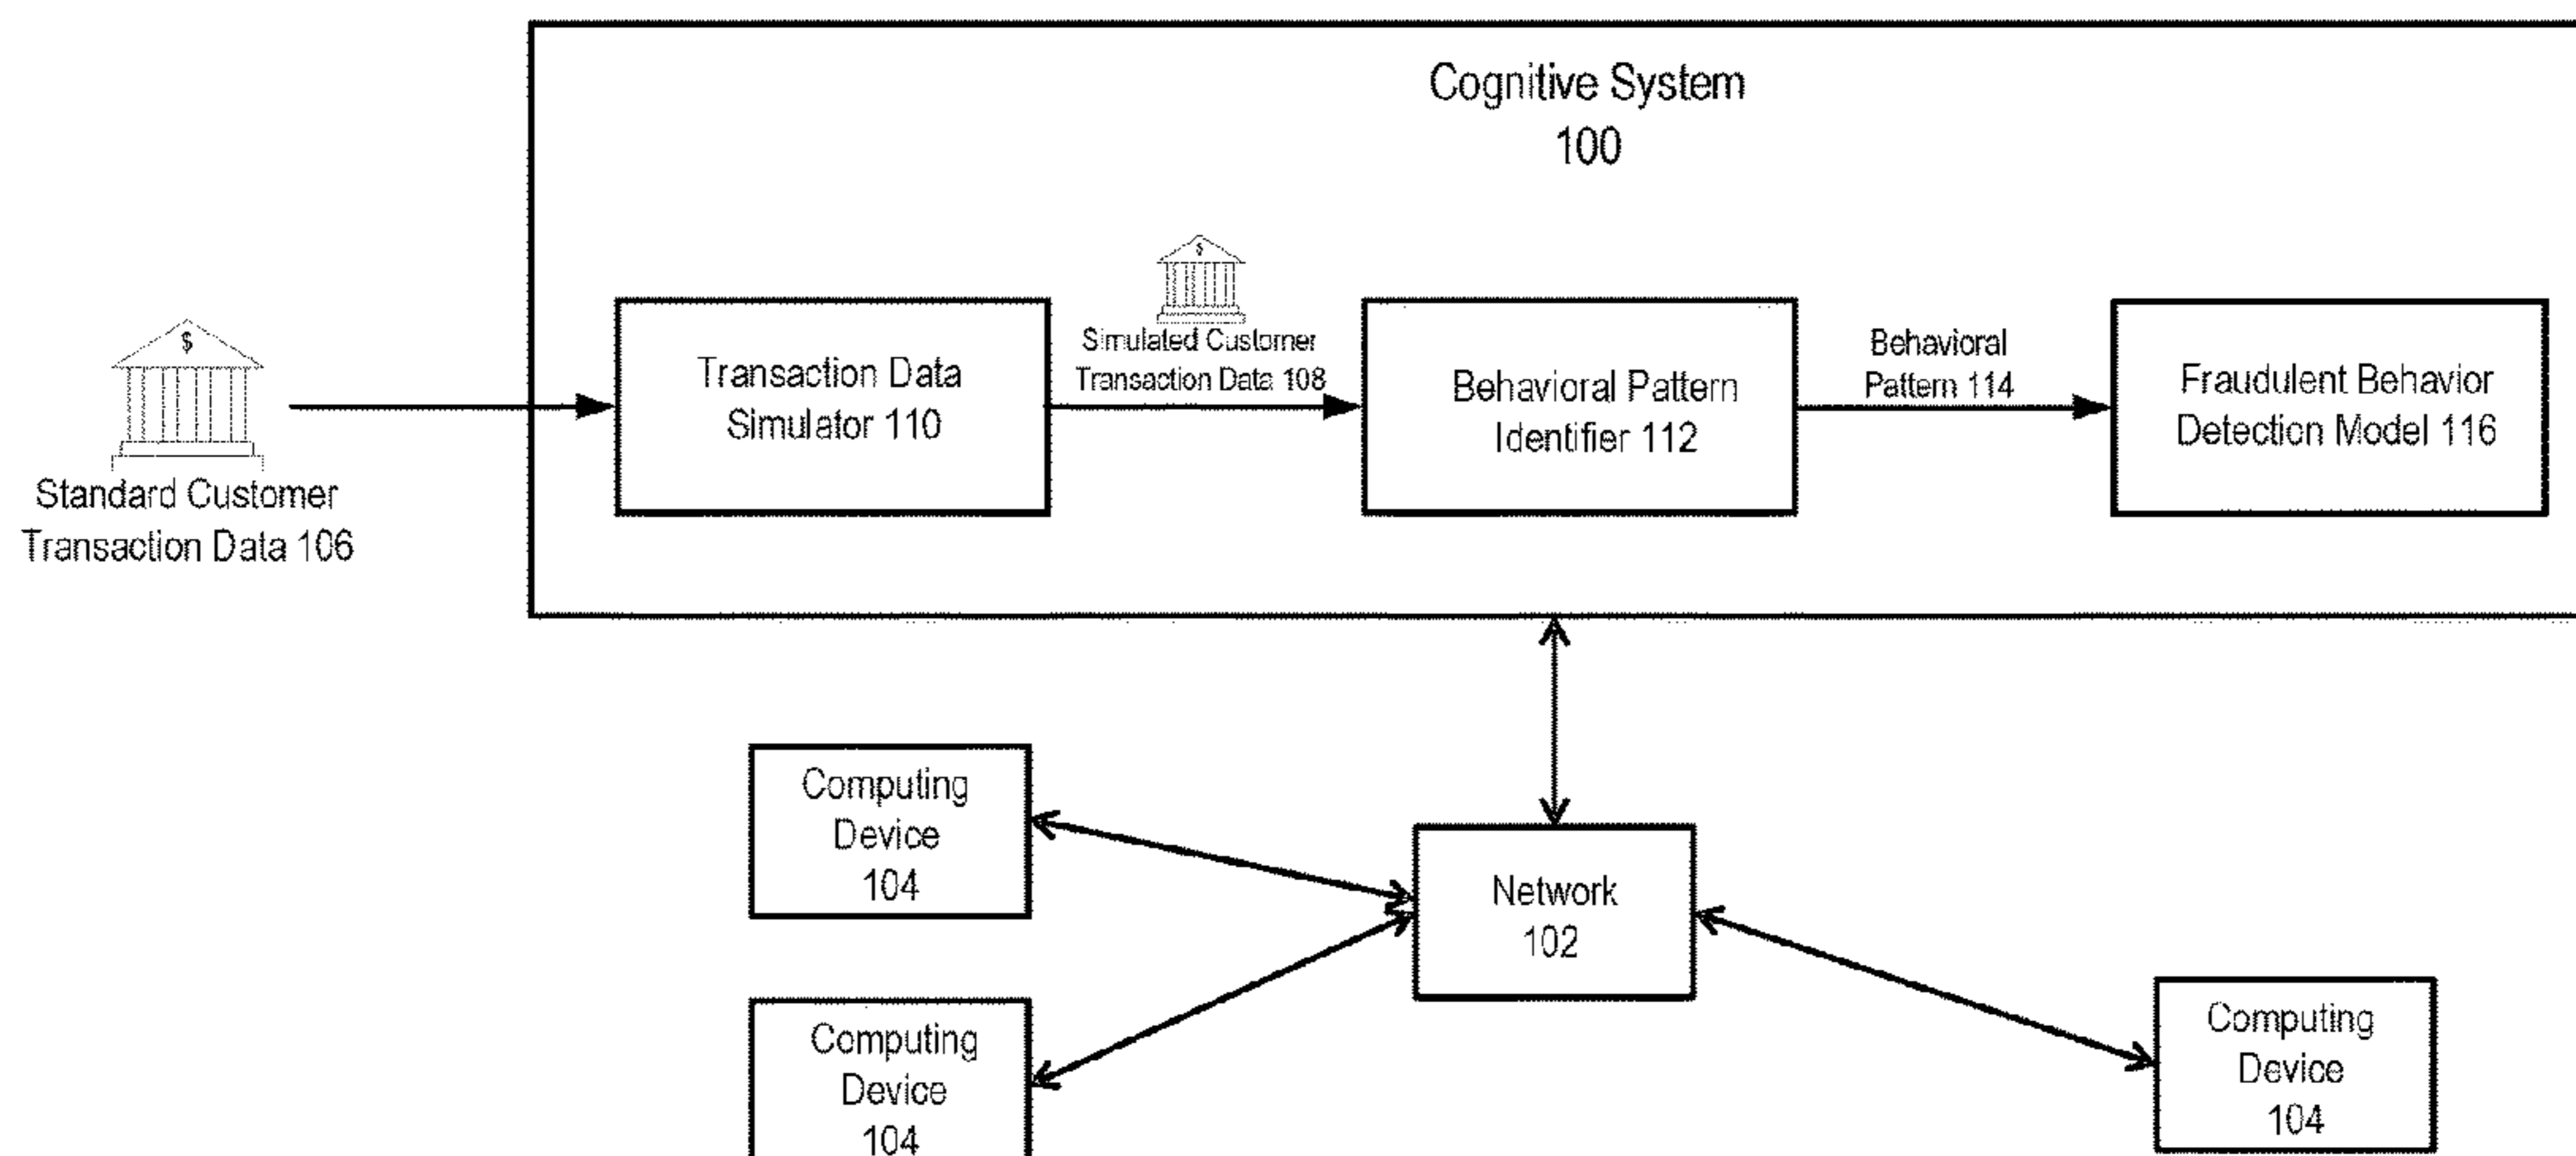 Cognitive System
100
$
Standard Customer
Transaction Data 106
Transaction Data
Simulator 110
$
Simulated Customer
Transaction Data 108
Behavioral Pattern
Identifier 112
Behavioral
Pattern 114
Fraudulent Behavior
Detection Model 116
Computing
Device
104
Network
102
Computing
Device
104
Computing
Device
104